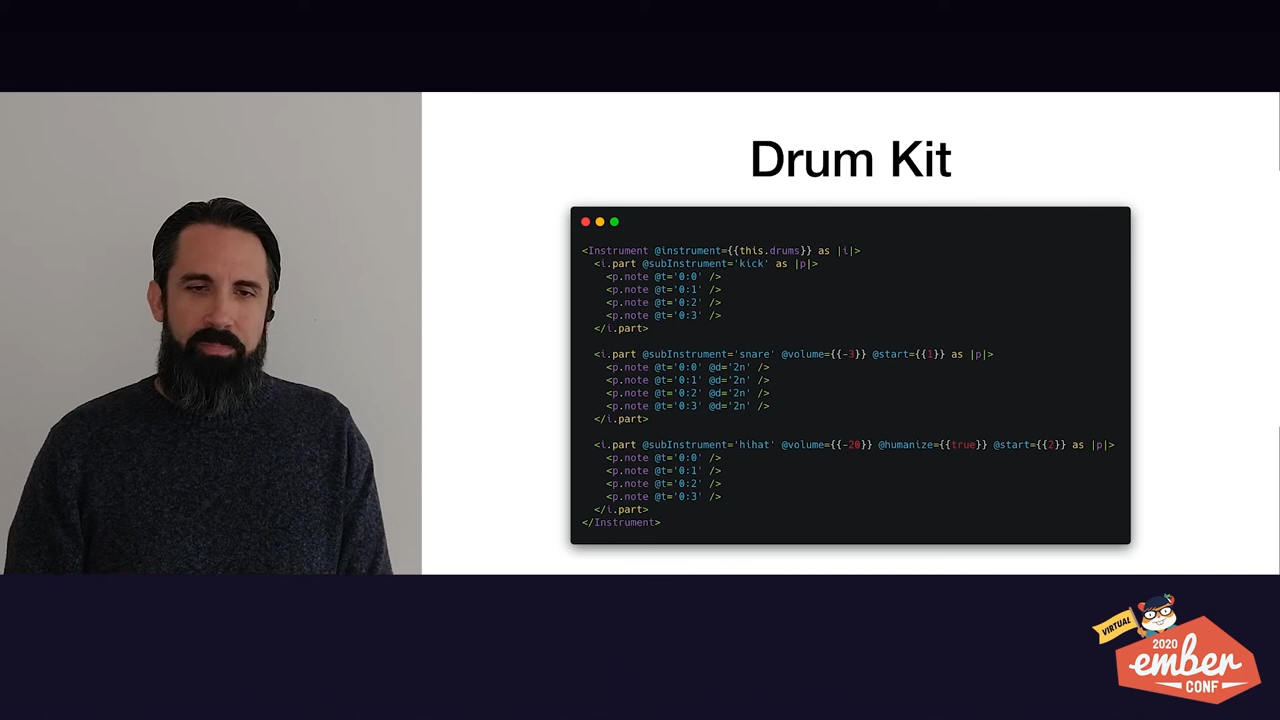 Drum Kit
<Instrument @instrument={{this.drums}} as |i|>
<i.part @subInstrument='kick' as |p|>
<p.note @t='0:0' />
<p.note @t='0:1' />
<p.note @t='0:2' />
<p.note @t='0:3' />
</i.part>
<i.part @subInstrument='snare' @volume={{-3}} @start={{1}} as |p|>
<p.note @t='0:0' @d='2n' />
<p.note @t='0:1' @d='2n' />
<p.note @t='0:2' @d='2n' />
<p.note @t='0:3' @d='2n' />
</i.part>
<i.part @subInstrument='hihat' @volume={{-20}} @humanize={{true}} @start={{2}} as |p|>
<p.note @t='0:0' />
<p.note @t='0:1' />
<p.note @t='0:2' />
<p.note @t='0:3' />
</i.part>
</Instrument>
VIRTUAL
2020
ember
CONF